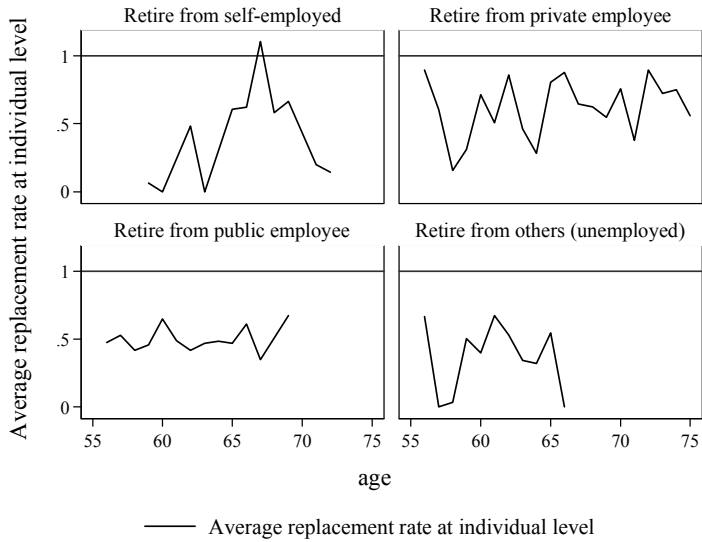 Average replacement rate at individual level
Retire from self-employed
Retire from private employee
1
.5
0
Retire from public employee
Retire from others (unemployed)
1
.5
0
55 60 65 70 75 55 60 65 70 75
age
Average replacement rate at individual level